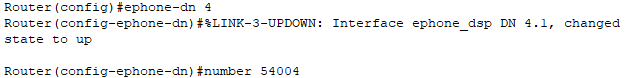 Router(config)#ephone-dn 4
Router(config-ephone-dn)#%LINK-3-UPDOWN: Interface ephone_dsp DN 4.1, changed
state to up
Router(config-ephone-dn)#number 54004